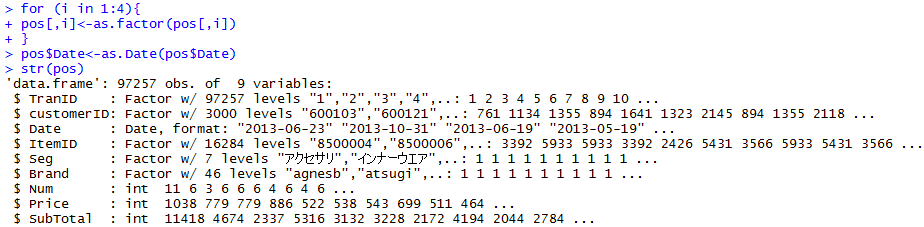 > for (i in 1:4){
+ pos[,i]<-as.factor(pos[,i])
+ }
> pos$Date<-as.Date(pos$Date)
> str(pos)
'data.frame': 97257 obs. of  9 variables:
 $ TranID    : Factor w/ 97257 levels "1","2","3","4",..: 1 2 3 4 5 6 7 8 9 10 ...
 $ customerID: Factor w/ 3000 levels "600103","600121",..: 761 1134 1355 894 1641 1323 2145 894 1355 2118 ...
 $ Date      : Date, format: "2013-06-23" "2013-10-31" "2013-06-19" "2013-05-19" ...
 $ ItemID    : Factor w/ 16284 levels "8500004","8500006",..: 3392 5933 5933 3392 2426 5431 3566 5933 5431 3566 ...
 $ Seg       : Factor w/ 7 levels "アクセサリ","インナーウエア",..: 1 1 1 1 1 1 1 1 1 1 ...
 $ Brand     : Factor w/ 46 levels "agnesb","atsugi",..: 1 1 1 1 1 1 1 1 1 1 ...
 $ Num       : int  11 6 3 6 6 6 4 6 4 6 ...
 $ Price     : int  1038 779 779 886 522 538 543 699 511 464 ...
 $ SubTotal  : int  11418 4674 2337 5316 3132 3228 2172 4194 2044 2784 ...